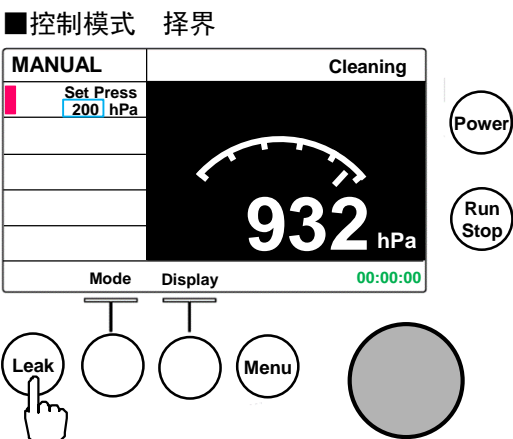 ■控制模式 择界
MANUAL
Cleaning
Set Press
200 hPa
932 hPa
Mode Display 00:00:00
Power
Run
Stop
Leak
Menu